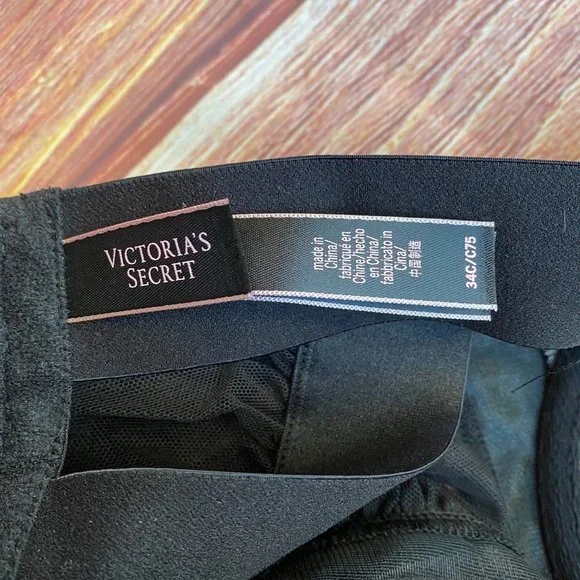 VICTORIA'S
SECRET
made in
China/
fabriqué en
Chine/hecho
en China/
fabbricato in
Cina/
中国制造
34C/C75